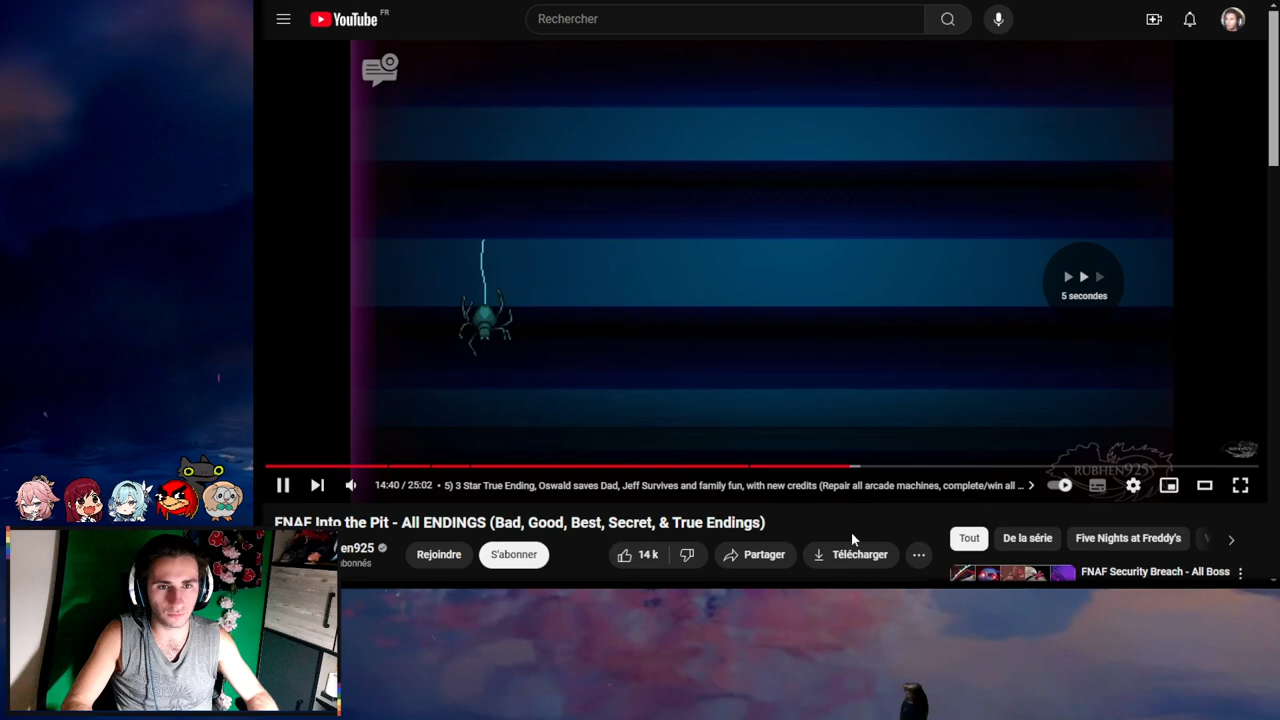 YouTube FR
Rechercher
5 secondes
RUBHEN925
14:40 / 25:02 • 5) 3 Star True Ending, Oswald saves Dad, Jeff Survives and family fun, with new credits (Repair all arcade machines, complete/win all ...
FNAF Into the Pit - All ENDINGS (Bad, Good, Best, Secret, & True Endings)
en925
abonnés
Rejoindre
S'abonner
14 k
Partager
Télécharger
Tout
De la série
Five Nights at Freddy's
FNAF Security Breach - All Boss